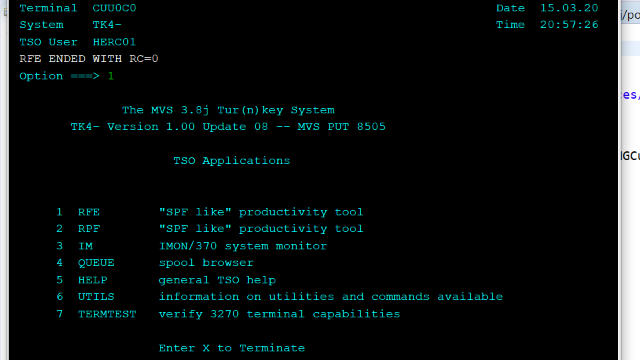 Terminal CUU0C0 Date 15.03.20
System TK4- Time 20:57:26
TSO User HERC01
RFE ENDED WITH RC=0
Option ===> 1
The MVS 3.8j Tur(n)key System
TK4- Version 1.00 Update 08 -- MVS PUT 8505
TSO Applications
1 RFE "SPF like" productivity tool
2 RPF "SPF like" productivity tool
3 IM IMON/370 system monitor
4 QUEUE spool browser
5 HELP general TSO help
6 UTILS information on utilities and commands available
7 TERMTEST verify 3270 terminal capabilities
Enter X to Terminate